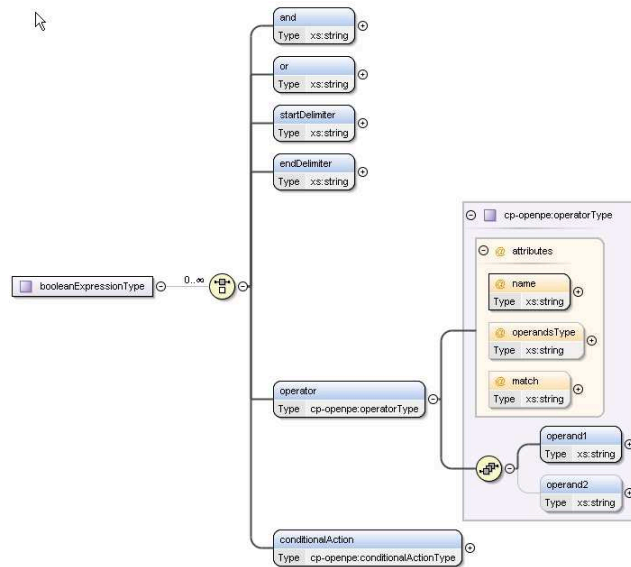 and
Type xs:string
or
Type xs:string
startDelimiter
Type xs:string
endDelimiter
Type xs:string
cp-openpe:operatorType
@ attributes
@ name
Type xs:string
booleanExpressionType
0..∞
@ operandsType
Type xs:string
@ match
Type xs:string
operator
Type cp-openpe:operatorType
operand1
Type xs:string
operand2
Type xs:string
conditionalAction
Type cp-openpe:conditionalActionType